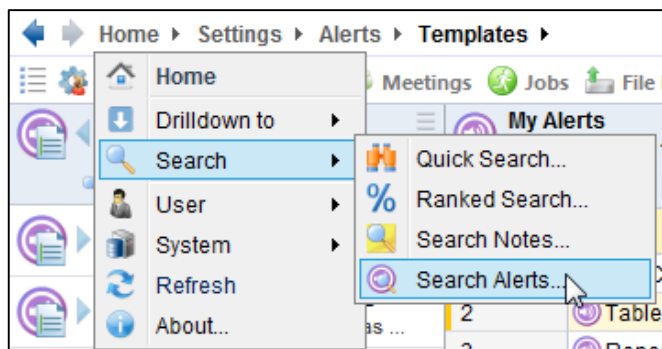 Home Settings Alerts Templates
Meetings Jobs File
Home
Drilldown to
My Alerts
Search
Quick Search...
User
Ranked Search...
System
Search Notes...
Refresh
Search Alerts...
About...
as ...
2
Table